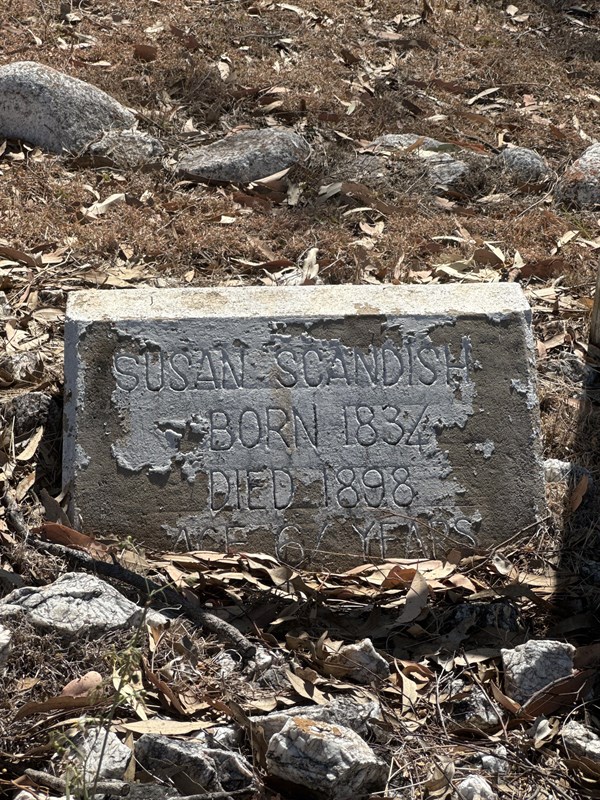 SUSAN SCANDISH
BORN 1834
DIED 1898
AGE 64 YEARS